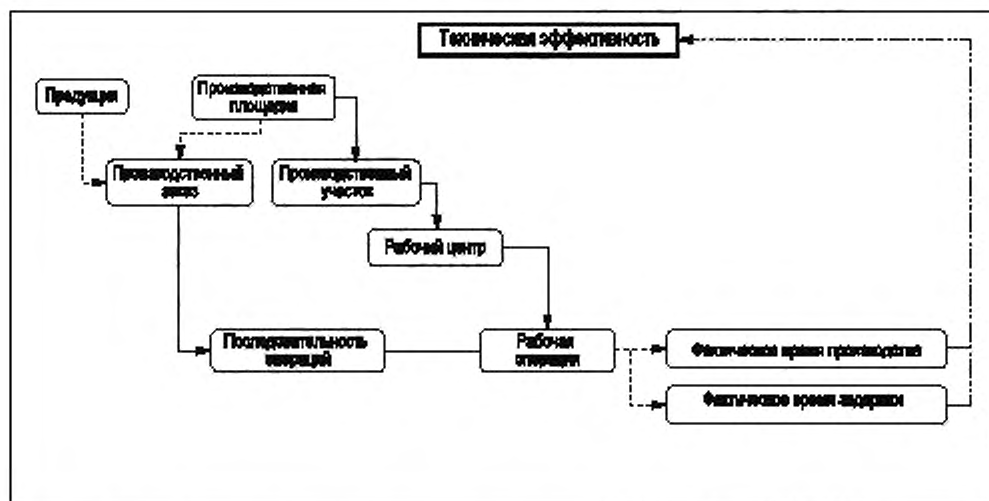 Техническая эффективность
Продукция
Производственная
площадка
Производственный
заказ
Производственный
участок
Рабочий центр
Последовательность
операций
Рабочая
операция
Фактическое время производства
Фактическое время задержки